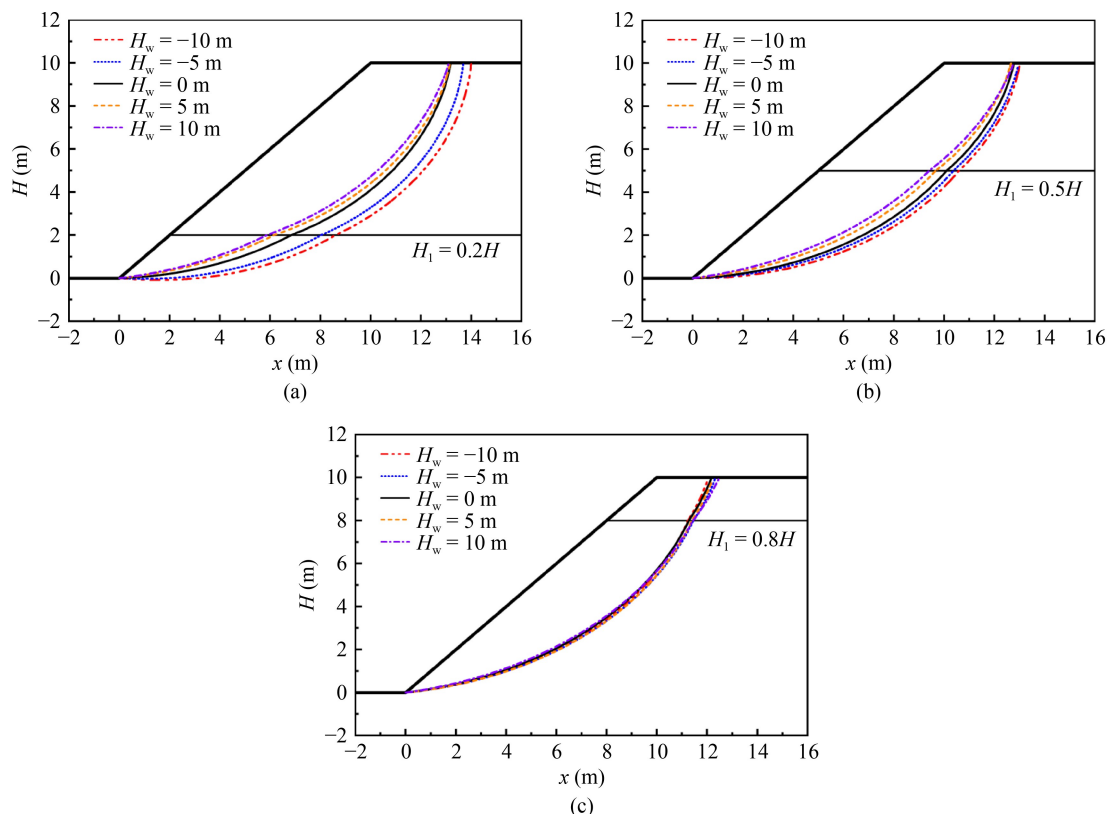 12
10
8
6
4
2
0
−2
H (m)
Hw = −10 m
Hw = −5 m
Hw = 0 m
Hw = 5 m
Hw = 10 m
H1 = 0.2H
−2 0 2 4 6 8 10 12 14 16
x (m)
(a)
12
10
8
6
4
2
0
−2
H (m)
Hw = −10 m
Hw = −5 m
Hw = 0 m
Hw = 5 m
Hw = 10 m
H1 = 0.5H
−2 0 2 4 6 8 10 12 14 16
x (m)
(b)
12
10
8
6
4
2
0
−2
H (m)
Hw = −10 m
Hw = −5 m
Hw = 0 m
Hw = 5 m
Hw = 10 m
H1 = 0.8H
−2 0 2 4 6 8 10 12 14 16
x (m)
(c)